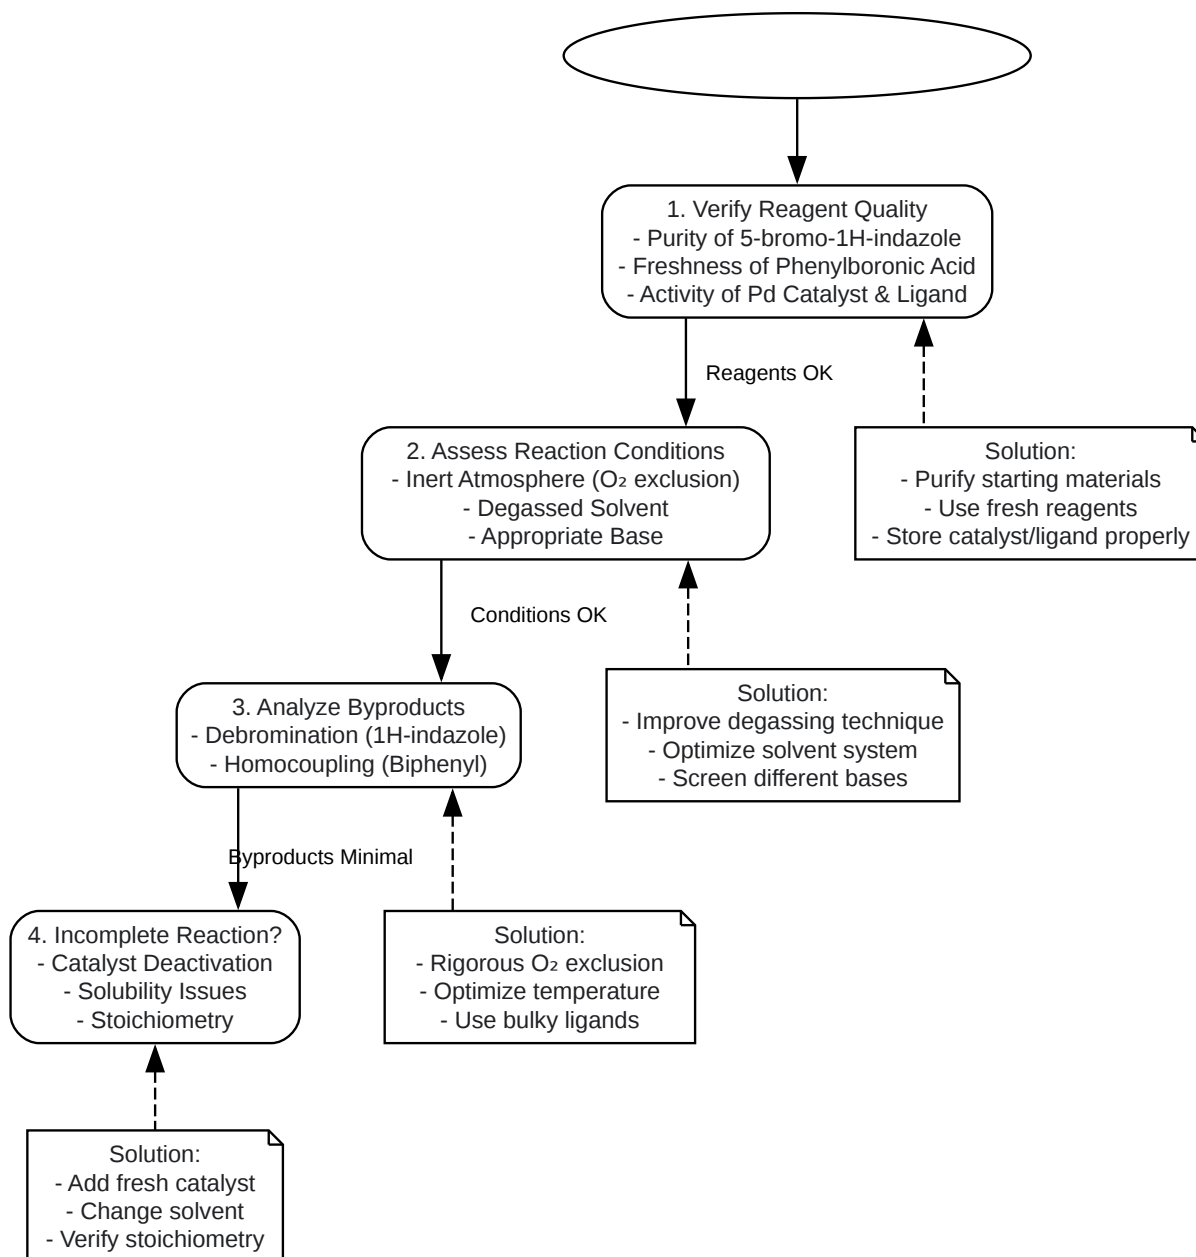 1. Verify Reagent Quality
- Purity of 5-bromo-1H-indazole
- Freshness of Phenylboronic Acid
- Activity of Pd Catalyst & Ligand
Reagents OK
2. Assess Reaction Conditions
- Inert Atmosphere (O₂ exclusion)
- Degassed Solvent
- Appropriate Base
Solution:
- Purify starting materials
- Use fresh reagents
- Store catalyst/ligand properly
Conditions OK
3. Analyze Byproducts
- Debromination (1H-indazole)
- Homocoupling (Biphenyl)
Solution:
- Improve degassing technique
- Optimize solvent system
- Screen different bases
Byproducts Minimal
4. Incomplete Reaction?
- Catalyst Deactivation
- Solubility Issues
- Stoichiometry
Solution:
- Rigorous O₂ exclusion
- Optimize temperature
- Use bulky ligands
Solution:
- Add fresh catalyst
- Change solvent
- Verify stoichiometry